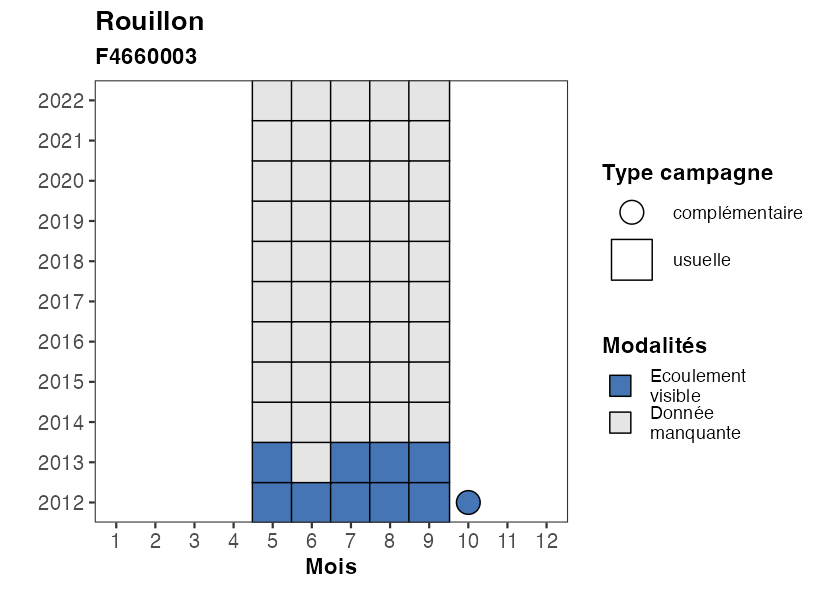 Rouillon
F4660003
2022
2021
2020
2019
2018
2017
2016
2015
2014
2013
2012
1 2 3 4 5 6 7 8 9 10 11 12
Mois
Type campagne
complémentaire
usuelle
Modalités
Ecoulement
visible
Donnée
manquante